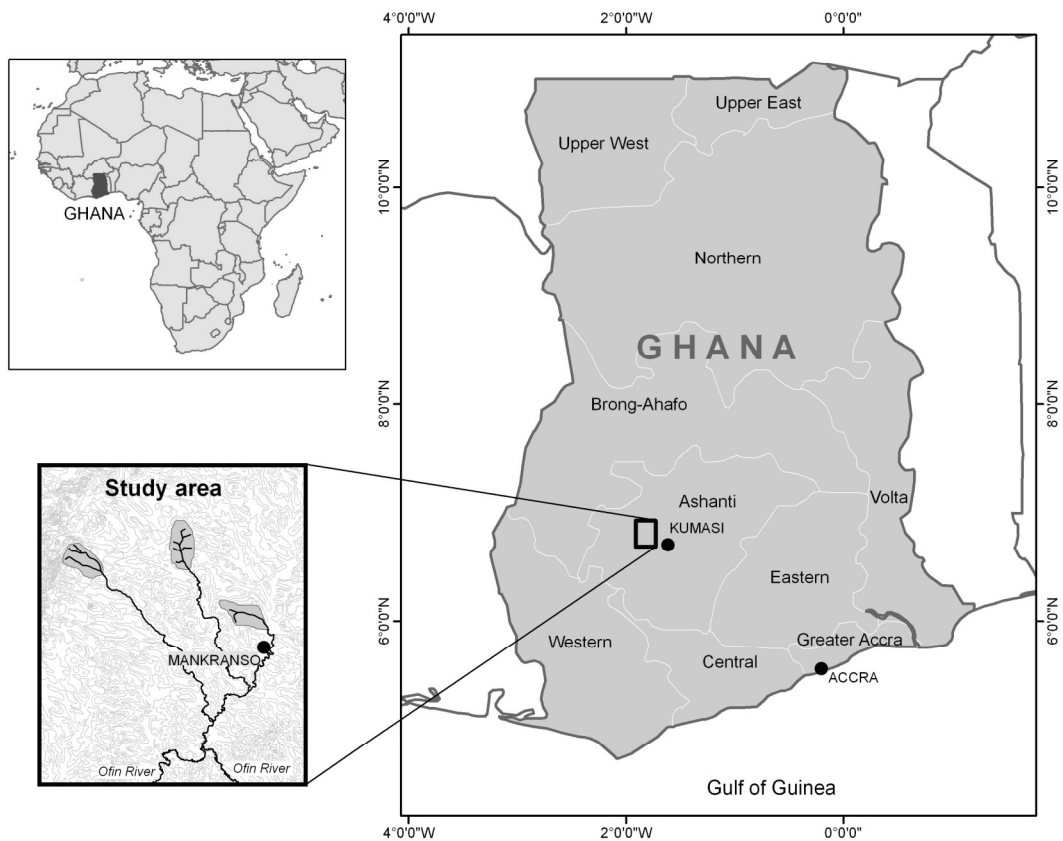 GHANA
Study area
MANKRANSO
Ofin River
Ofin River
4°0'0"W
2°0'0"W
0°0'0"
10°0'0"N
8°0'0"N
6°0'0"N
Upper East
Upper West
Northern
GHANA
Brong-Ahafo
Ashanti
Volta
KUMASI
Eastern
Western
Greater Accra
Central
ACCRA
Gulf of Guinea
10°0'0"N
8°0'0"N
6°0'0"N
4°0'0"W
2°0'0"W
0°0'0"